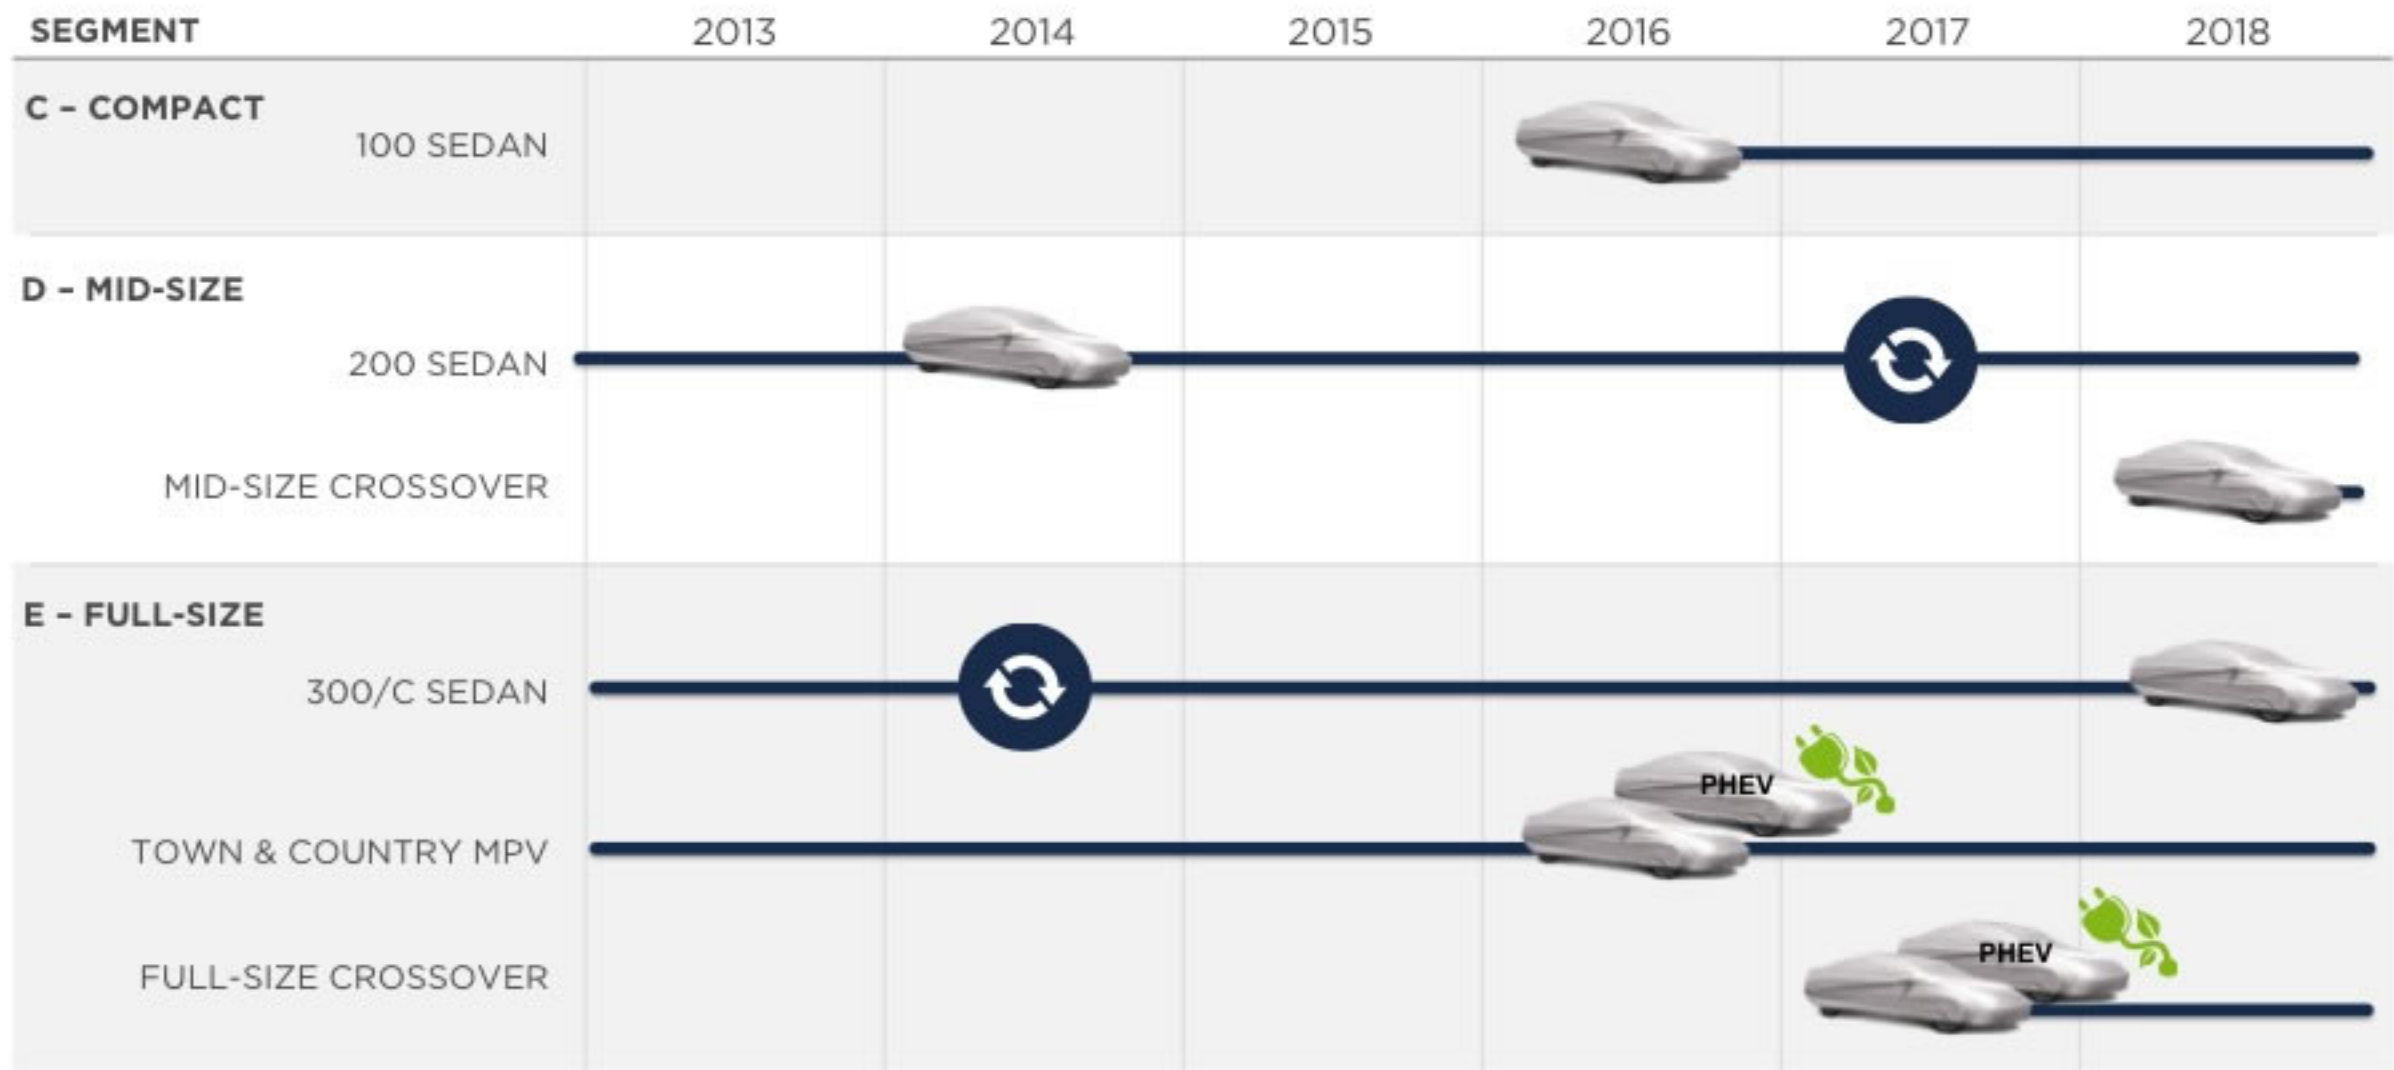 SEGMENT 2013 2014 2015 2016 2017 2018
C – COMPACT
100 SEDAN
D – MID-SIZE
200 SEDAN
MID-SIZE CROSSOVER
E – FULL-SIZE
300/C SEDAN
PHEV
TOWN & COUNTRY MPV
PHEV
FULL-SIZE CROSSOVER